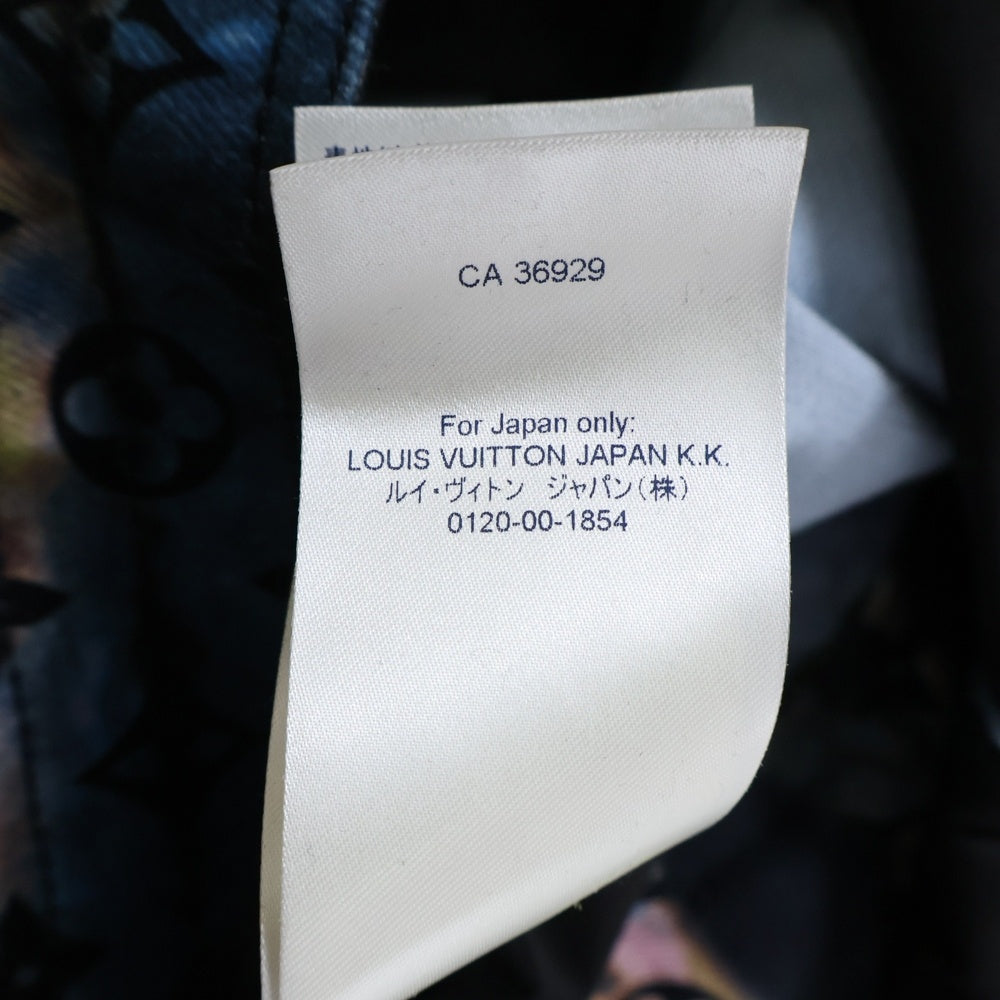 CA 36929
For Japan only:
LOUIS VUITTON JAPAN K.K.
ルイ・ヴィトン　ジャパン（株）
0120-00-1854